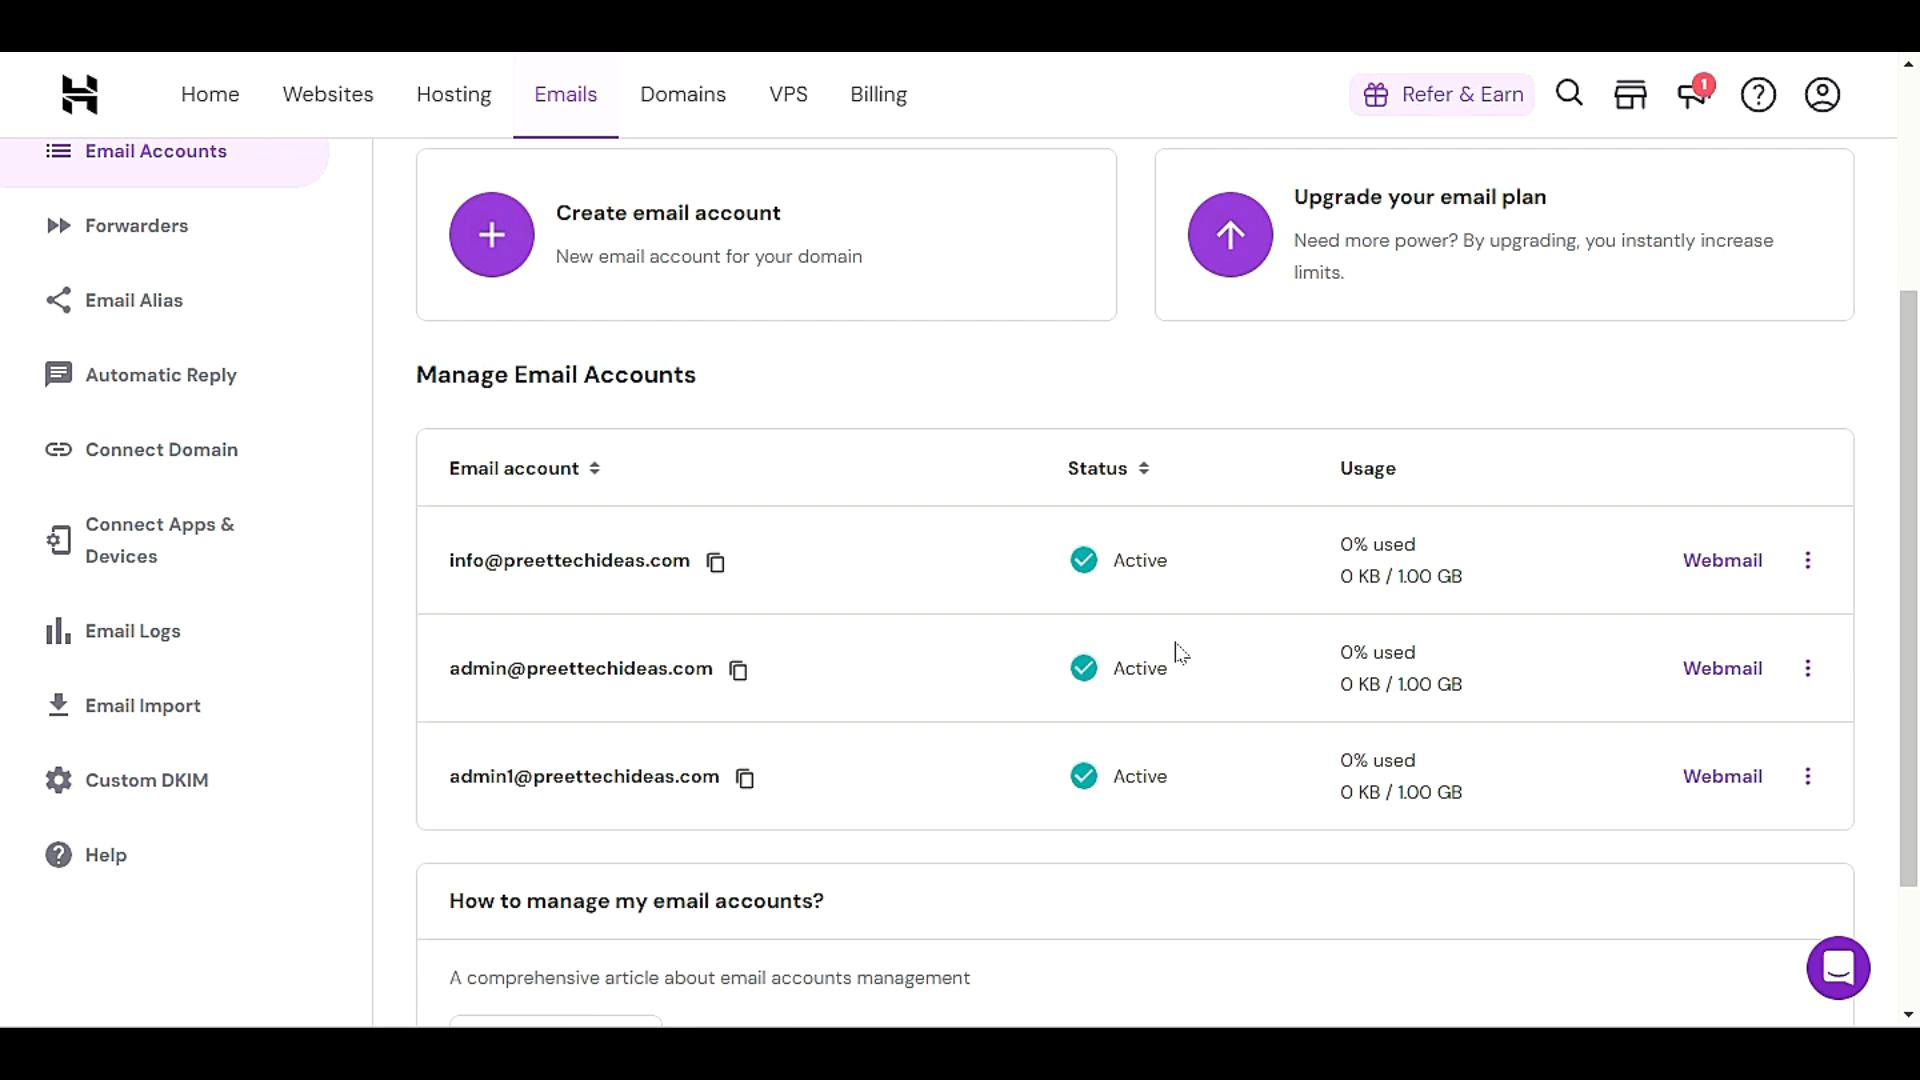 Home Websites Hosting Emails Domains VPS Billing Refer & Earn 1
Email Accounts
Forwarders
Email Alias
Automatic Reply
Connect Domain
Connect Apps &
Devices
Email Logs
Email Import
Custom DKIM
Help
Create email account
New email account for your domain
Upgrade your email plan
Need more power? By upgrading, you instantly increase
limits.
Manage Email Accounts
Email account Status Usage
info@preettechideas.com Active 0% used
0 KB / 1.00 GB Webmail
admin@preettechideas.com Active 0% used
0 KB / 1.00 GB Webmail
admin1@preettechideas.com Active 0% used
0 KB / 1.00 GB Webmail
How to manage my email accounts?
A comprehensive article about email accounts management